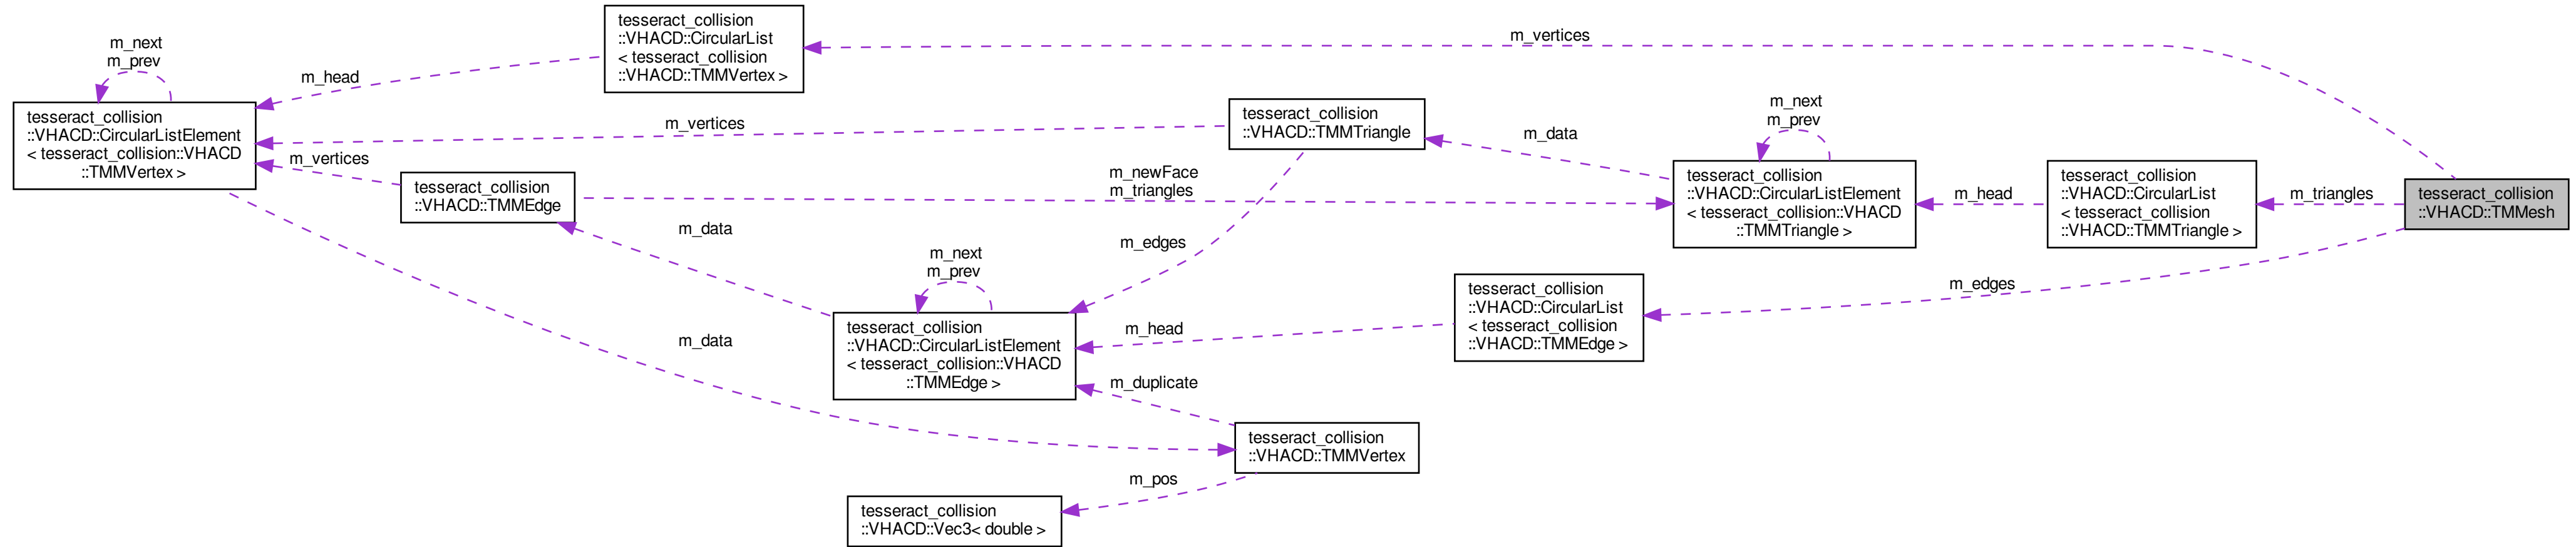 m_next
m_prev
tesseract_collision
::VHACD::CircularListElement
< tesseract_collision::VHACD
::TMMVertex >
m_head
tesseract_collision
::VHACD::CircularList
< tesseract_collision
::VHACD::TMMVertex >
m_vertices
m_vertices
m_vertices
tesseract_collision
::VHACD::TMMEdge
m_newFace
m_triangles
tesseract_collision
::VHACD::TMMTriangle
m_data
m_next
m_prev
tesseract_collision
::VHACD::CircularListElement
< tesseract_collision::VHACD
::TMMTriangle >
m_head
tesseract_collision
::VHACD::CircularList
< tesseract_collision
::VHACD::TMMTriangle >
m_triangles
tesseract_collision
::VHACD::TMMesh
m_data
m_edges
m_next
m_prev
tesseract_collision
::VHACD::CircularListElement
< tesseract_collision::VHACD
::TMMEdge >
m_head
tesseract_collision
::VHACD::CircularList
< tesseract_collision
::VHACD::TMMEdge >
m_edges
m_data
m_duplicate
tesseract_collision
::VHACD::TMMVertex
m_pos
tesseract_collision
::VHACD::Vec3< double >